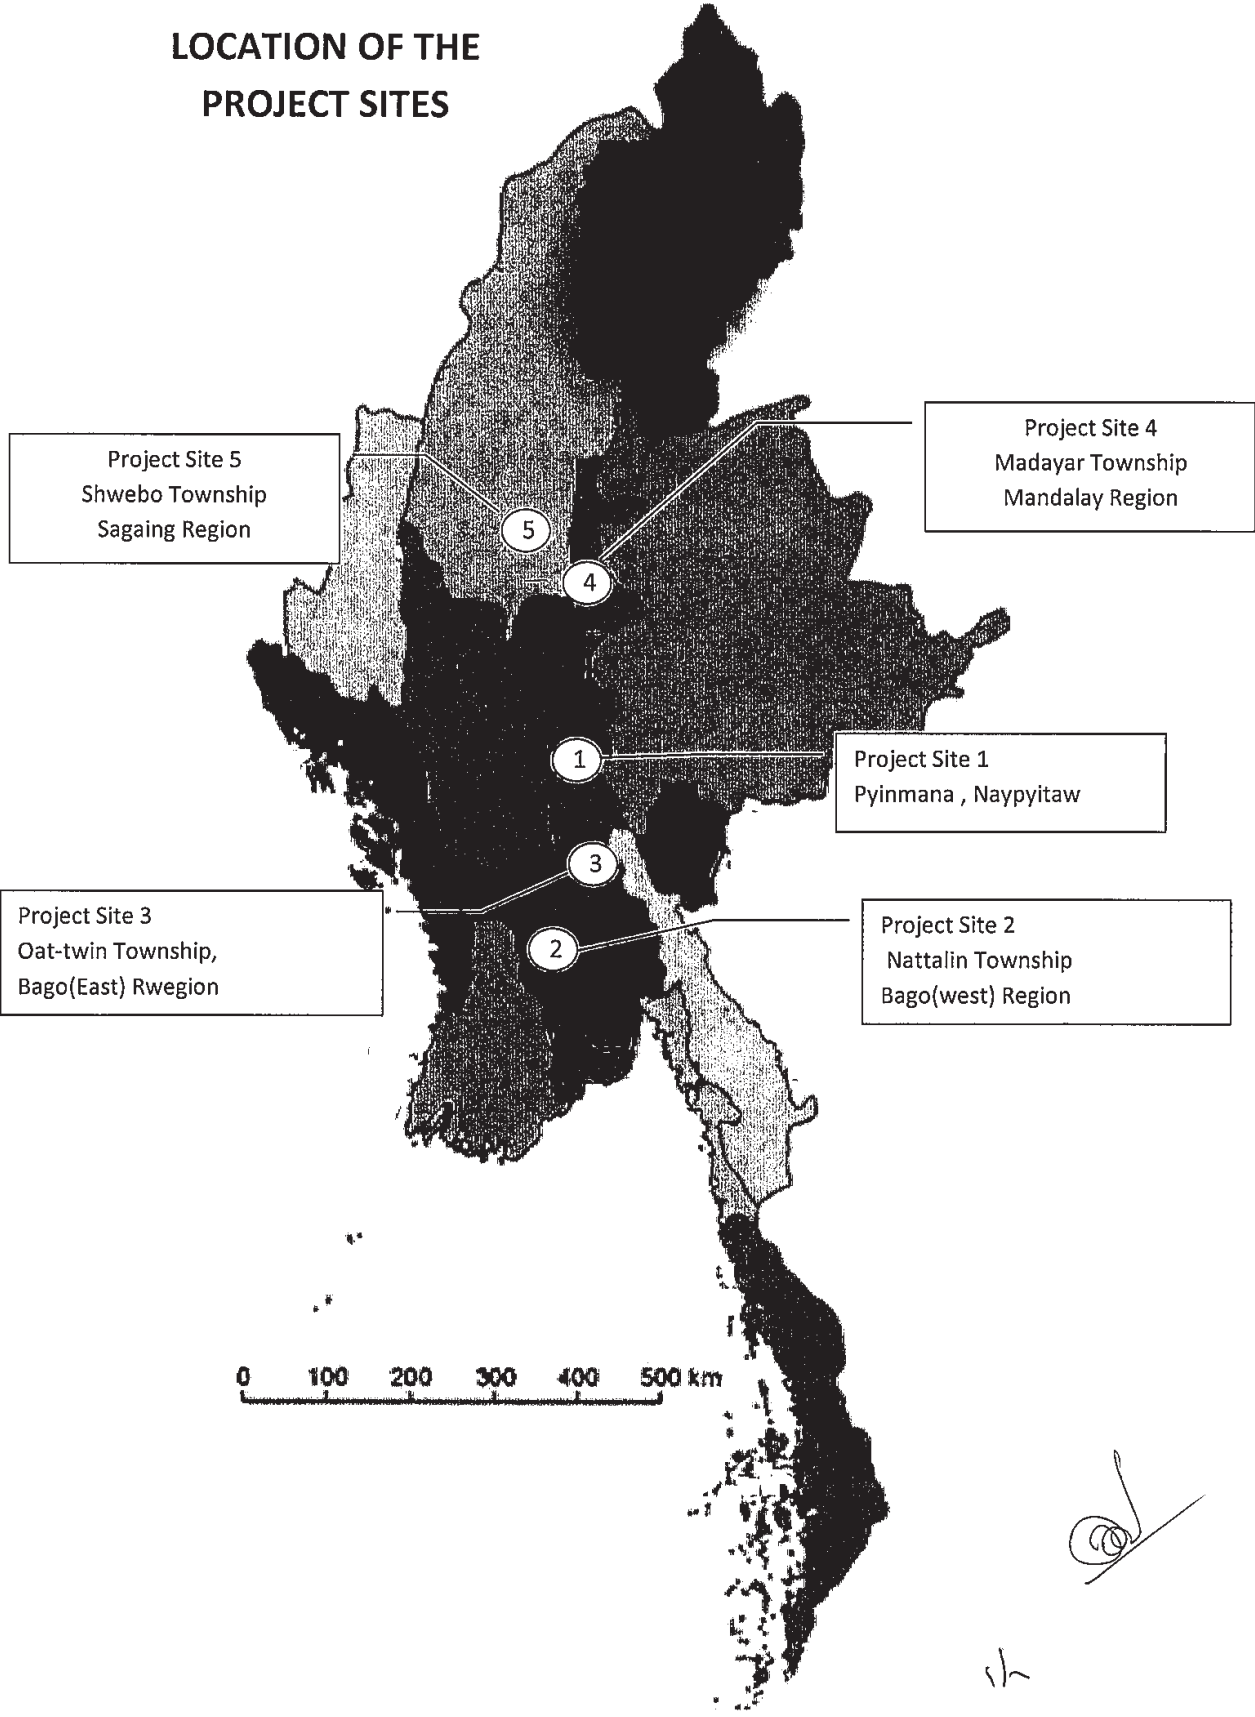 LOCATION OF THE
PROJECT SITES
Project Site 4
Madayar Township
Mandalay Region
Project Site 5
Shwebo Township
Sagaing Region
5
4
1
Project Site 1
Pyinmana , Naypyitaw
3
Project Site 3
Oat-twin Township,
Bago(East) Rwegion
2
Project Site 2
Nattalin Township
Bago(west) Region
0 100 200 300 400 500 km